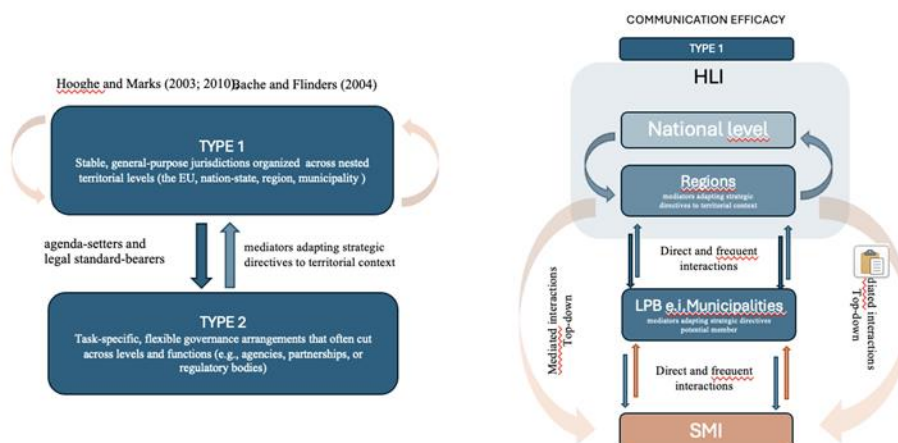 Hooghe and Marks (2003; 2010)Bache and Flinders (2004)
TYPE 1
Stable, general-purpose jurisdictions organized across nested
territorial levels (the EU, nation-state, region, municipality )
agenda-setters and
legal standard-bearers
mediators adapting strategic
directives to territorial context
TYPE 2
Task-specific, flexible governance arrangements that often cut
across levels and functions (e.g., agencies, partnerships, or
regulatory bodies)
COMMUNICATION EFFICACY
TYPE 1
HLI
National level
Regions
mediators adapting strategic
directives to territorial context
Direct and frequent
interactions
LPB e.i.Municipalities
mediators adapting strategic directives
potential member
Mediated interactions
Top-down
diated interactions
Top-down
Direct and frequent
interactions
SMI